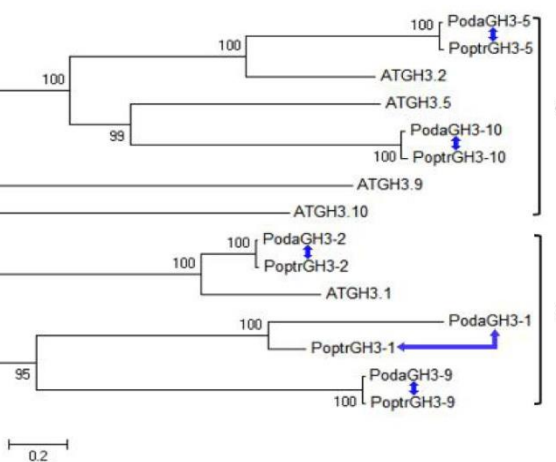 100
PodaGH3-5
PoptrGH3-5
100
ATGH3.2
100
ATGH3.5
99
PodaGH3-10
PoptrGH3-10
100
ATGH3.9
ATGH3.10
100
PodaGH3-2
PoptrGH3-2
100
ATGH3.1
100
PodaGH3-1
PoptrGH3-1
95
PodaGH3-9
PoptrGH3-9
100
0.2